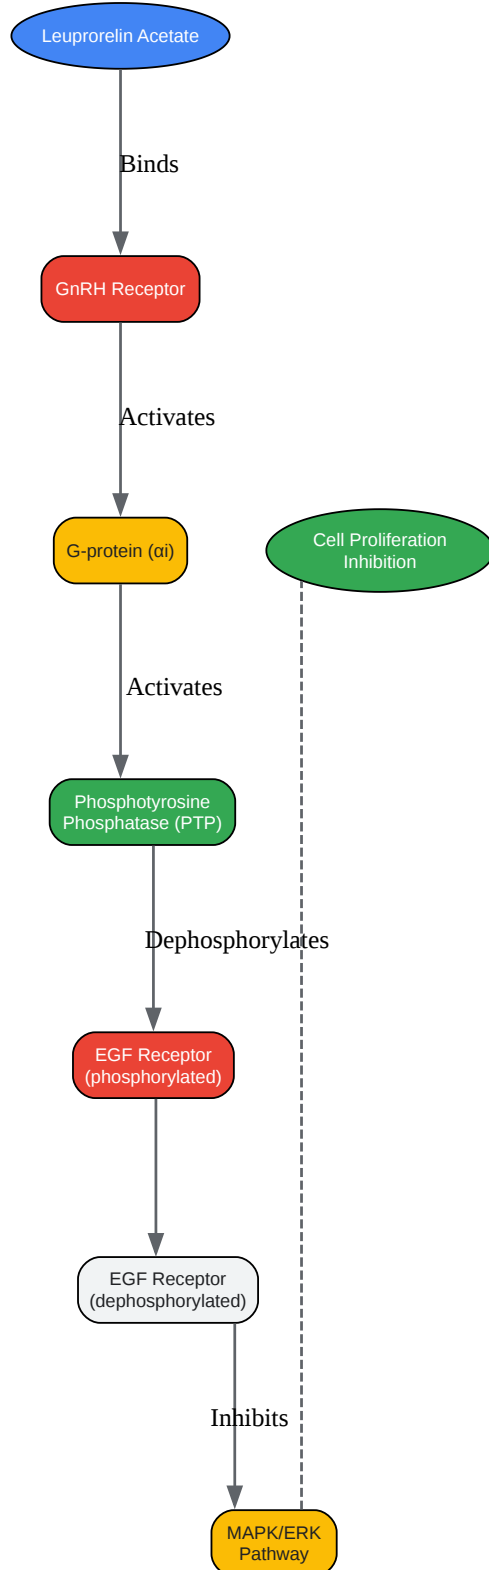 Leuprorelin Acetate
Binds
GnRH Receptor
Activates
G-protein (αi)
Cell Proliferation
Inhibition
Activates
Phosphotyrosine
Phosphatase (PTP)
Dephosphorylates
EGF Receptor
(phosphorylated)
EGF Receptor
(dephosphorylated)
Inhibits
MAPK/ERK
Pathway